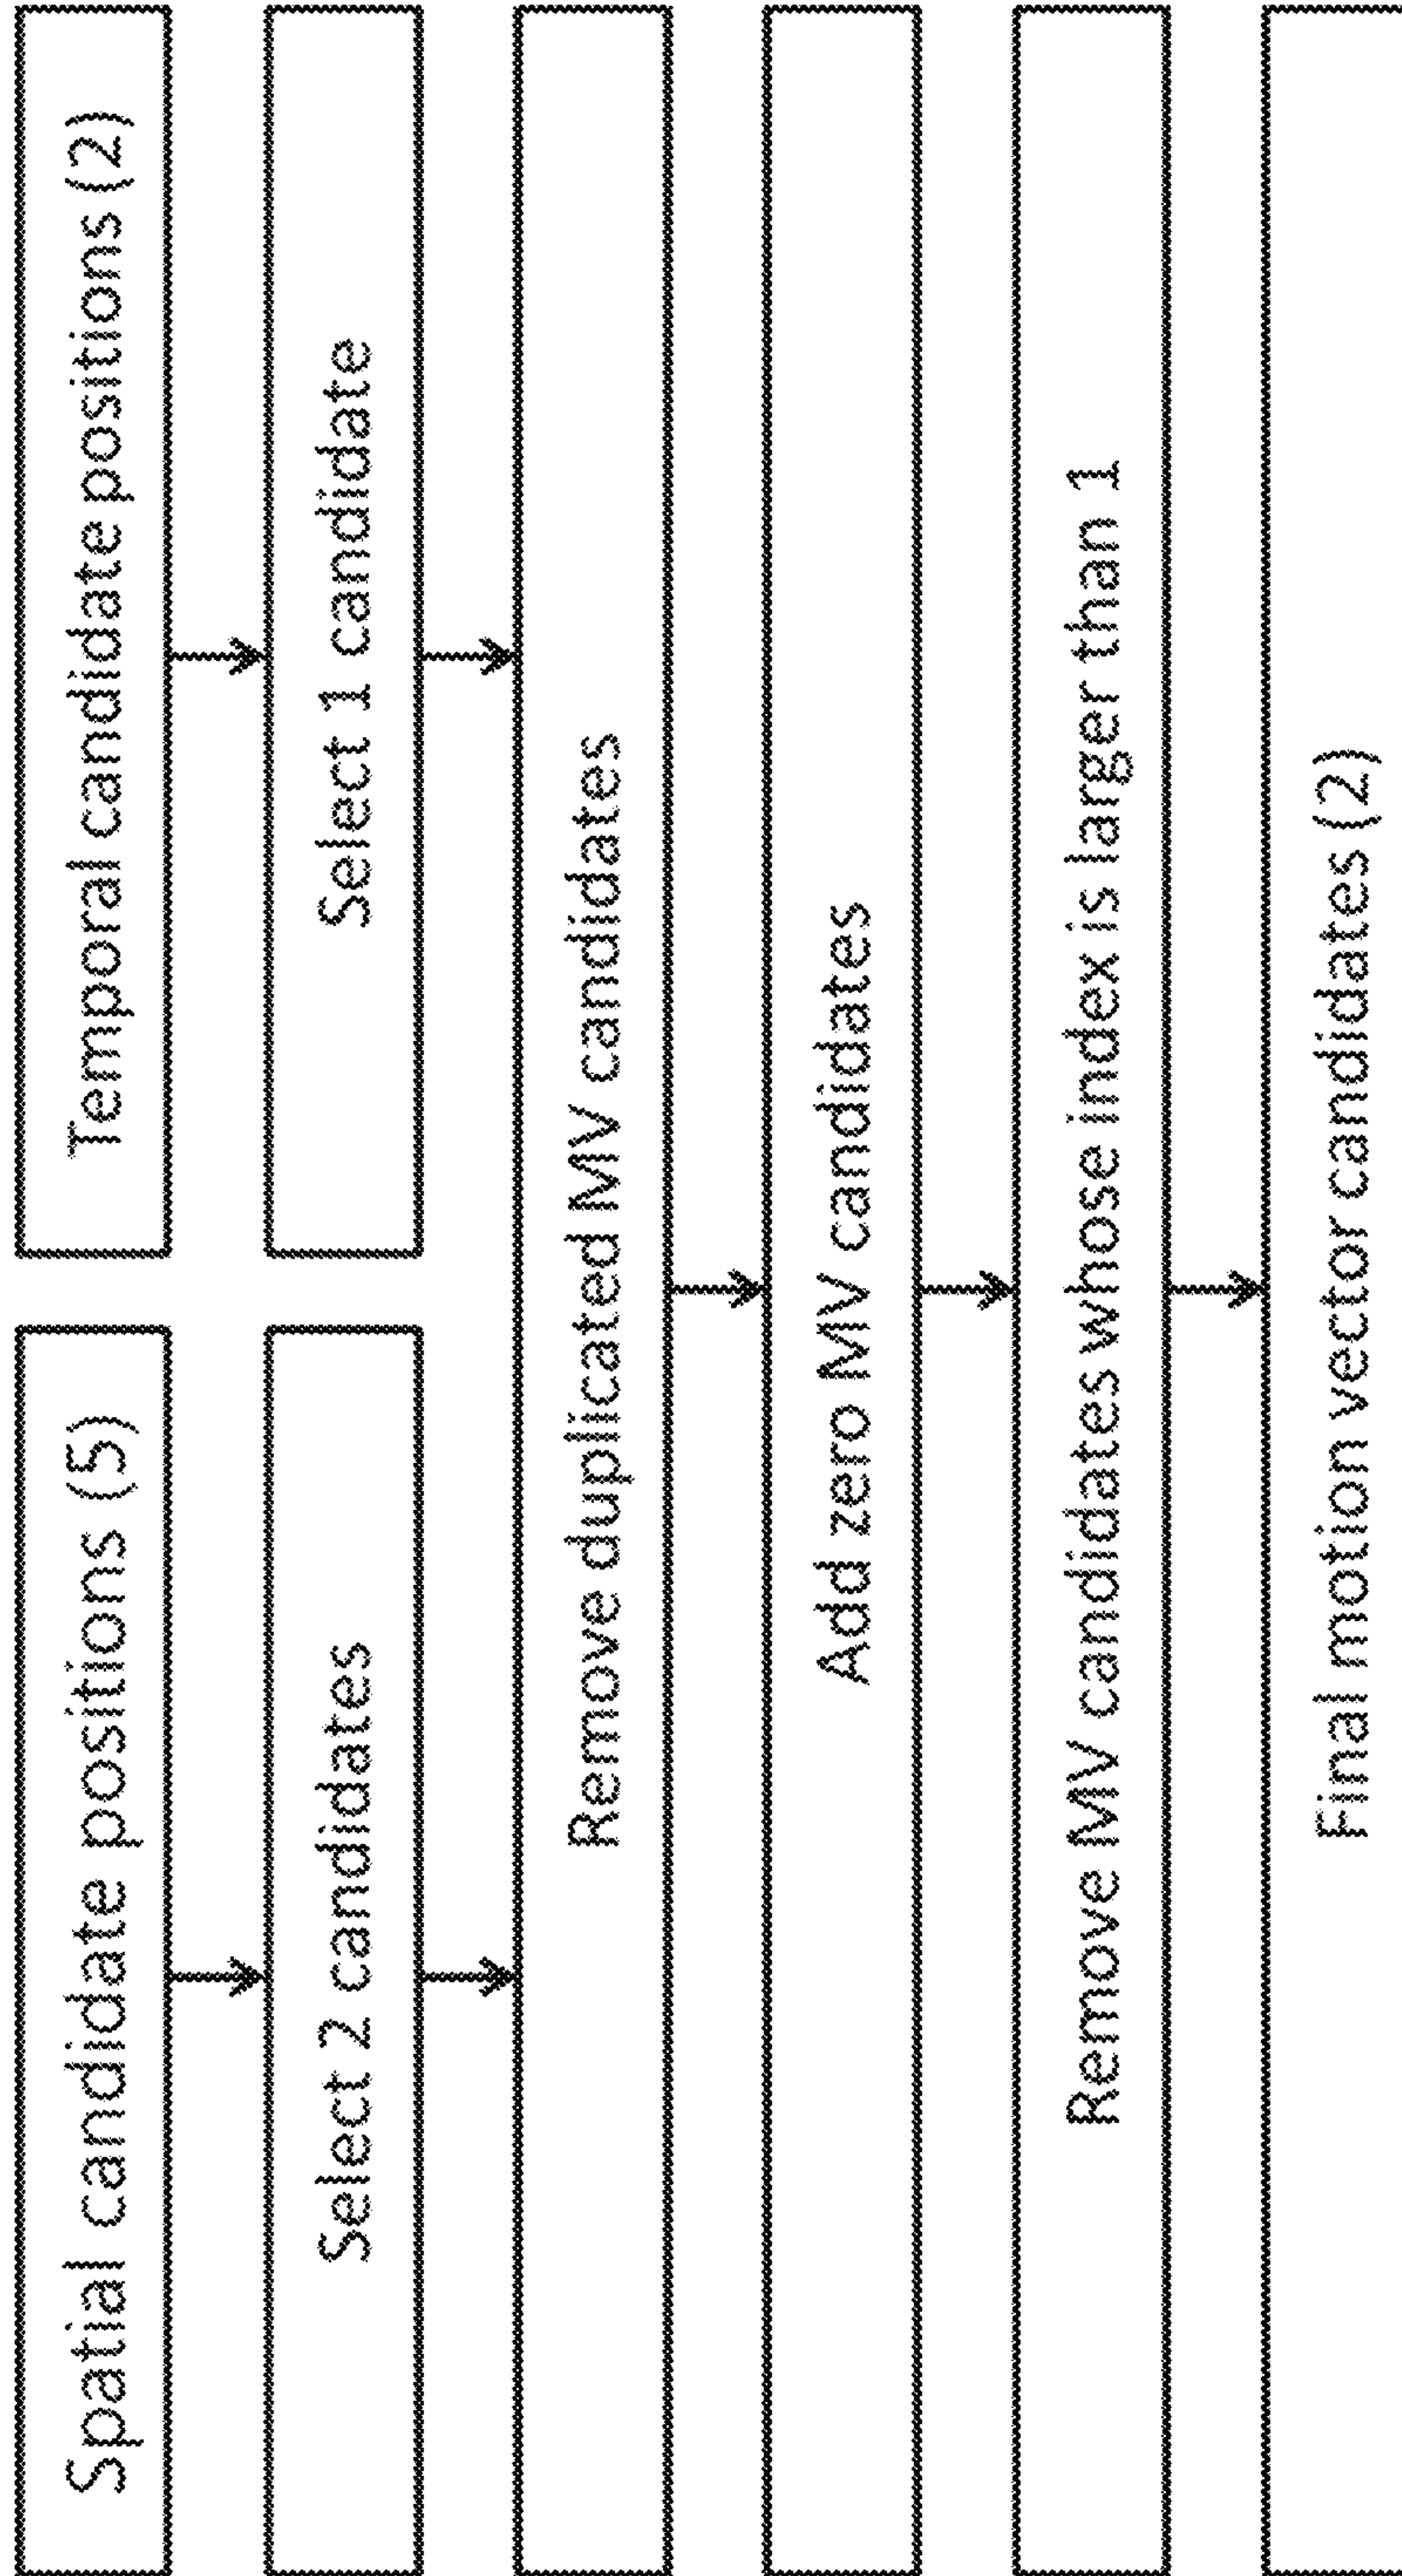 Spatial candidate positions (5)
Temporal candidate positions (2)
Select 2 candidates
Select 1 candidate
Remove duplicated MV candidates
Add zero MV candidates
Remove MV candidates whose index is larger than 1
Final motion vector candidates (2)